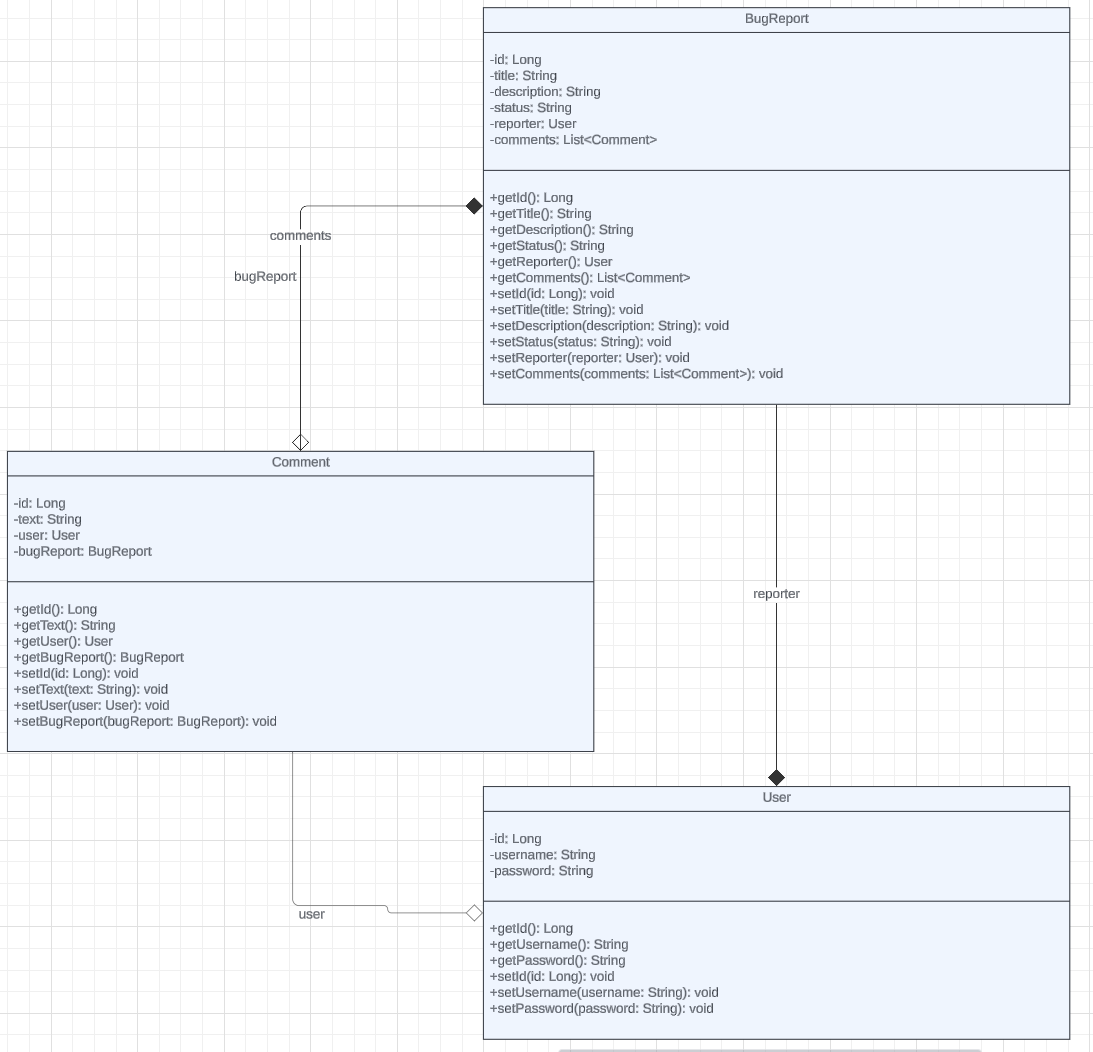 BugReport
-id: Long
-title: String
-description: String
-status: String
-reporter: User
-comments: List<Comment>
+getId(): Long
+getTitle(): String
+getDescription(): String
+getStatus(): String
+getReporter(): User
+getComments(): List<Comment>
+setId(id: Long): void
+setTitle(title: String): void
+setDescription(description: String): void
+setStatus(status: String): void
+setReporter(reporter: User): void
+setComments(comments: List<Comment>): void
comments
bugReport
Comment
-id: Long
-text: String
-user: User
-bugReport: BugReport
+getId(): Long
+getText(): String
+getUser(): User
+getBugReport(): BugReport
+setId(id: Long): void
+setText(text: String): void
+setUser(user: User): void
+setBugReport(bugReport: BugReport): void
reporter
user
User
-id: Long
-username: String
-password: String
+getId(): Long
+getUsername(): String
+getPassword(): String
+setId(id: Long): void
+setUsername(username: String): void
+setPassword(password: String): void